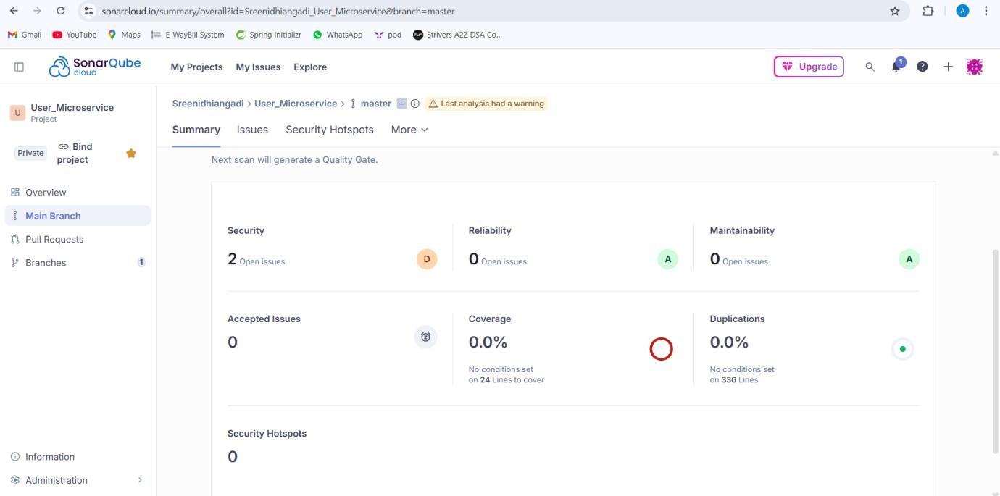 sonarcloud.io/summary/overall?id=Sreenidhiangadi_User_Microservice&branch=master
A
Gmail YouTube Maps E-WayBill System Spring Initializr WhatsApp pod Strivers A2Z DSA Co...
SonarQube cloud
My Projects My Issues Explore
Upgrade
1
U
User_Microservice
Project
Private
Bind project
Overview
Main Branch
Pull Requests
Branches 1
Information
Administration
Sreenidhiangadi > User_Microservice > master Last analysis had a warning
Summary Issues Security Hotspots More
Next scan will generate a Quality Gate.
Security
2 Open issues D
Reliability
0 Open issues A
Maintainability
0 Open issues A
Accepted Issues
0
Coverage
0.0%
No conditions set
on 24 Lines to cover
Duplications
0.0%
No conditions set
on 336 Lines
Security Hotspots
0